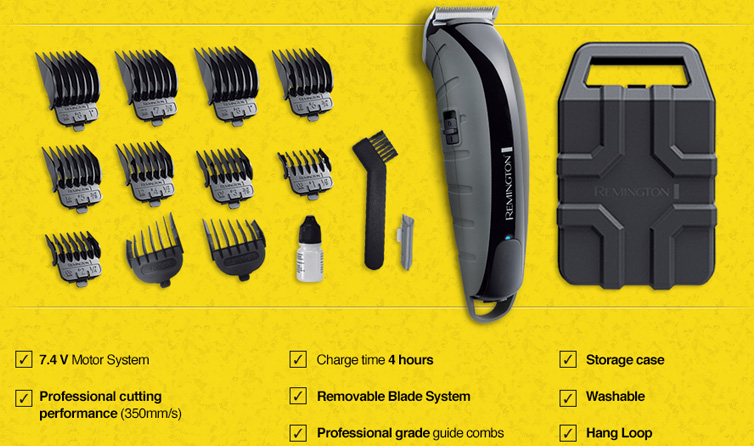 REMINGTON
REMINGTON
7.4 V Motor System
Charge time 4 hours
Storage case
Professional cutting
performance (350mm/s)
Removable Blade System
Washable
Professional grade guide combs
Hang Loop